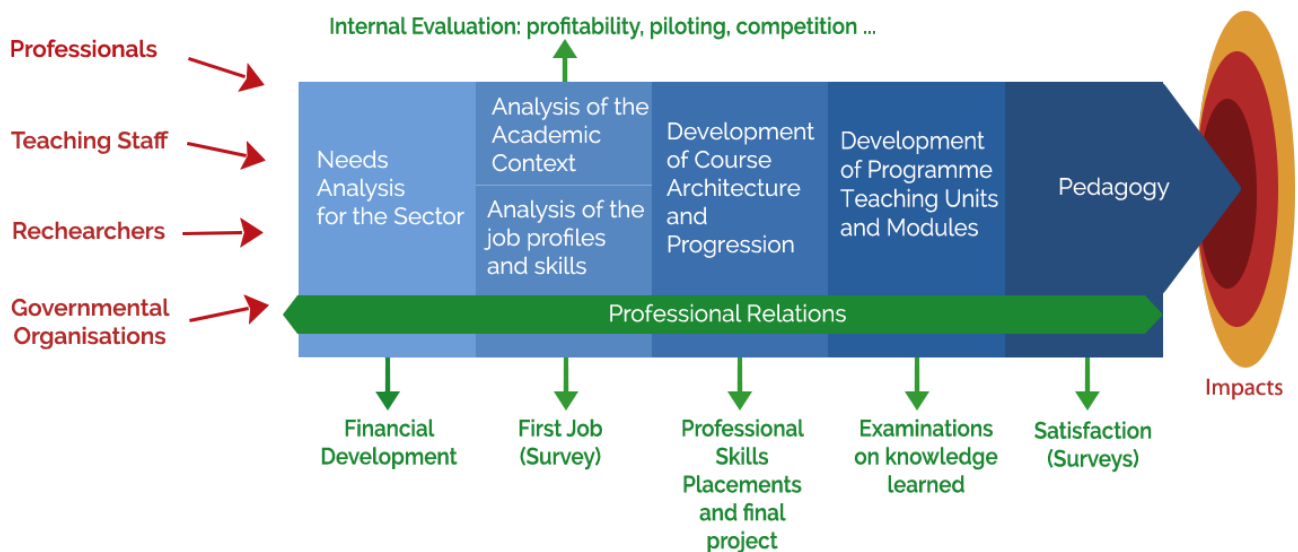 Internal Evaluation: profitability, piloting, competition ...
Professionals
Teaching Staff
Rechearchers
Governmental
Organisations
Needs
Analysis
for the Sector
Analysis of the
Academic
Context
Analysis of the
job profiles
and skills
Development
of Course
Architecture
and
Progression
Development
of Programme
Teaching Units
and Modules
Pedagogy
Professional Relations
Impacts
Financial
Development
First Job
(Survey)
Professional
Skills
Placements
and final
project
Examinations
on knowledge
learned
Satisfaction
(Surveys)